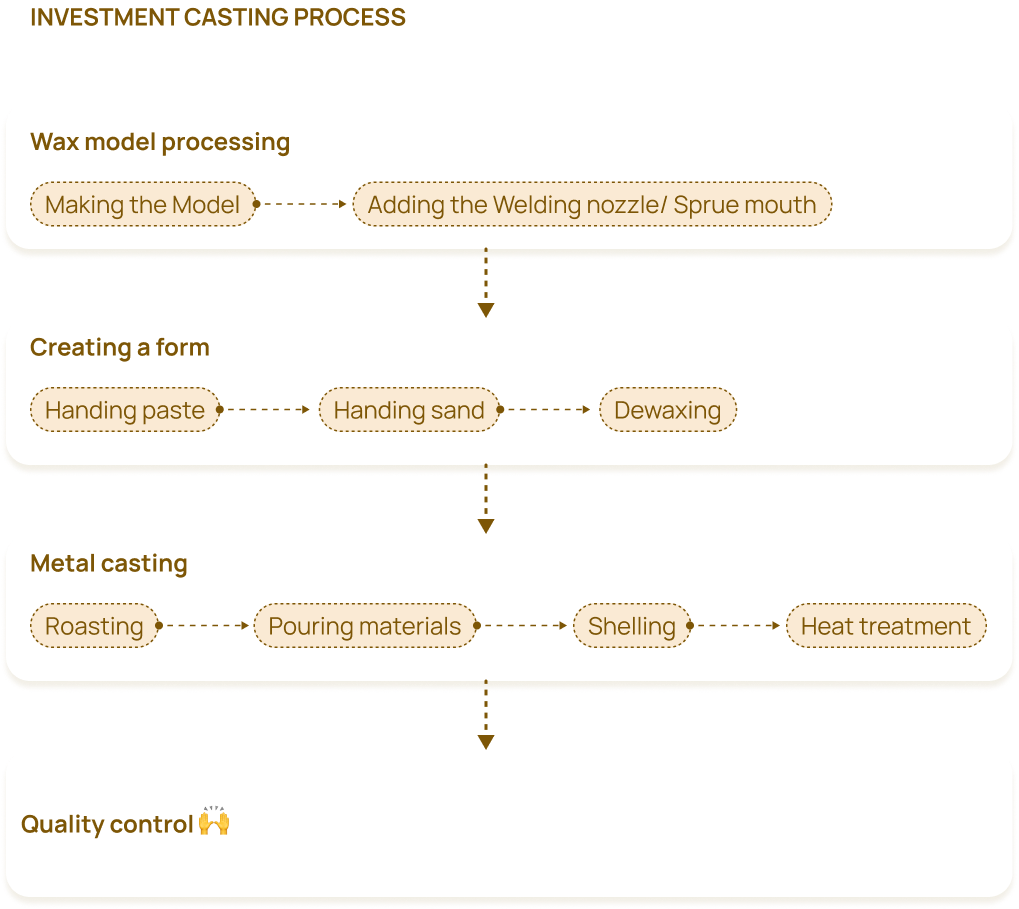 INVESTMENT CASTING PROCESS
Wax model processing
Making the Model
Adding the Welding nozzle/ Sprue mouth
Creating a form
Handing paste
Handing sand
Dewaxing
Metal casting
Roasting
Pouring materials
Shelling
Heat treatment
Quality control 🙌